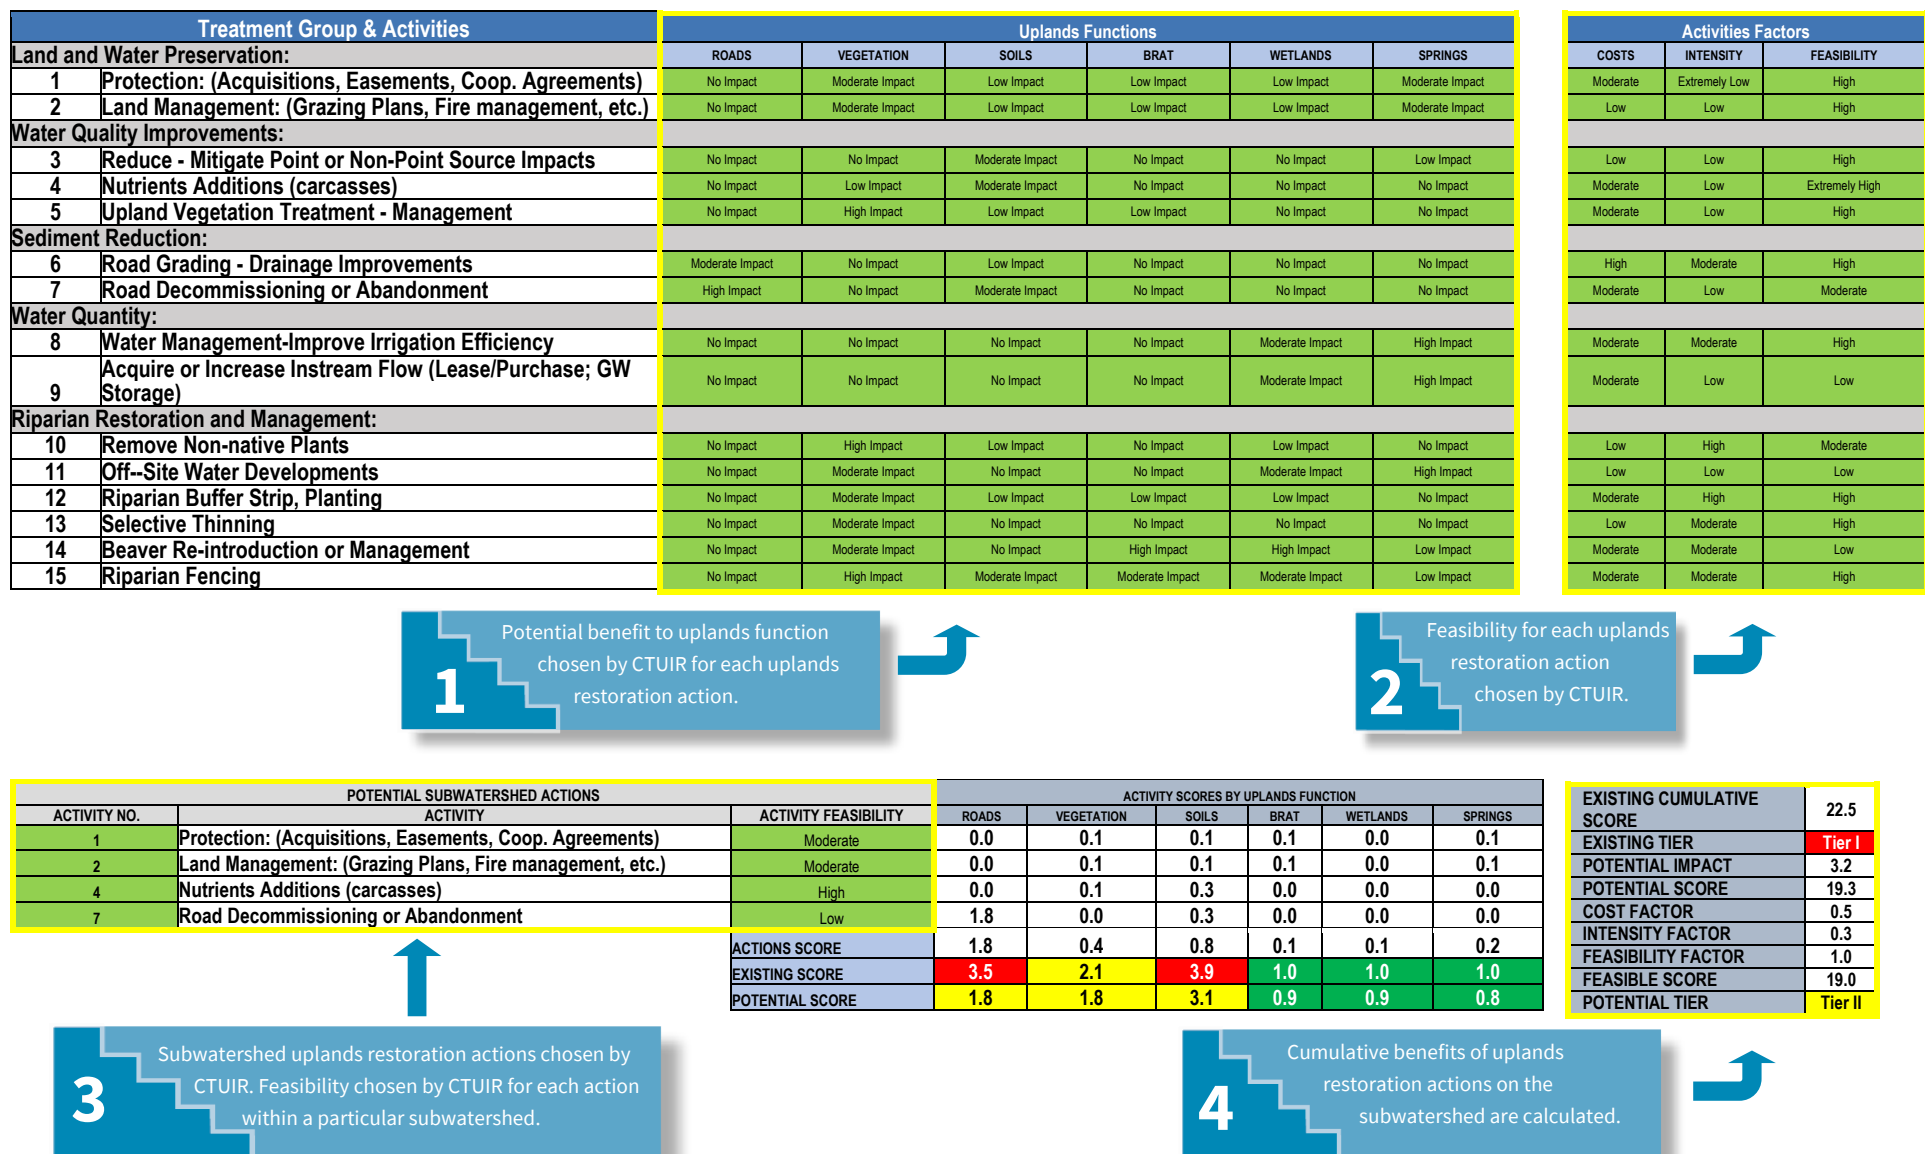 Treatment Group & Activities Uplands Functions Activities Factors
Land and Water Preservation: ROADS VEGETATION SOILS BRAT WETLANDS SPRINGS COSTS INTENSITY FEASIBILITY
1 Protection: (Acquisitions, Easements, Coop. Agreements) No Impact Moderate Impact Low Impact Low Impact Low Impact Moderate Impact Moderate Extremely Low High
2 Land Management: (Grazing Plans, Fire management, etc.) No Impact Moderate Impact Low Impact Low Impact Low Impact Moderate Impact Low Low High
Water Quality Improvements:
3 Reduce - Mitigate Point or Non-Point Source Impacts No Impact No Impact Moderate Impact No Impact No Impact Low Impact Low Low High
4 Nutrients Additions (carcasses) No Impact Low Impact Moderate Impact No Impact No Impact No Impact Moderate Low Extremely High
5 Upland Vegetation Treatment - Management No Impact High Impact Low Impact Low Impact No Impact No Impact Moderate Low High
Sediment Reduction:
6 Road Grading - Drainage Improvements Moderate Impact No Impact Low Impact No Impact No Impact No Impact High Moderate High
7 Road Decommissioning or Abandonment High Impact No Impact Moderate Impact No Impact No Impact No Impact Moderate Low Moderate
Water Quantity:
8 Water Management-Improve Irrigation Efficiency No Impact No Impact No Impact No Impact Moderate Impact High Impact Moderate Moderate High
Acquire or Increase Instream Flow (Lease/Purchase; GW
9 Storage) No Impact No Impact No Impact No Impact Moderate Impact High Impact Moderate Low Low
Riparian Restoration and Management:
10 Remove Non-native Plants No Impact High Impact Low Impact No Impact Low Impact No Impact Low High Moderate
11 Off--Site Water Developments No Impact Moderate Impact No Impact No Impact Moderate Impact High Impact Low Low Low
12 Riparian Buffer Strip, Planting No Impact Moderate Impact Low Impact Low Impact Low Impact No Impact Moderate High High
13 Selective Thinning No Impact Moderate Impact No Impact No Impact No Impact No Impact Low Moderate High
14 Beaver Re-introduction or Management No Impact Moderate Impact No Impact High Impact High Impact Low Impact Moderate Moderate Low
15 Riparian Fencing No Impact High Impact Moderate Impact Moderate Impact Moderate Impact Low Impact Moderate Moderate High
1
Potential benefit to uplands function
chosen by CTUIR for each uplands
restoration action.
2
Feasibility for each uplands
restoration action
chosen by CTUIR.
POTENTIAL SUBWATERSHED ACTIONS ACTIVITY SCORES BY UPLANDS FUNCTION
ACTIVITY NO. ACTIVITY ACTIVITY FEASIBILITY ROADS VEGETATION SOILS BRAT WETLANDS SPRINGS
1 Protection: (Acquisitions, Easements, Coop. Agreements) Moderate 0.0 0.1 0.1 0.1 0.0 0.1
2 Land Management: (Grazing Plans, Fire management, etc.) Moderate 0.0 0.1 0.1 0.1 0.0 0.1
4 Nutrients Additions (carcasses) High 0.0 0.1 0.3 0.0 0.0 0.0
7 Road Decommissioning or Abandonment Low 1.8 0.0 0.3 0.0 0.0 0.0
ACTIONS SCORE 1.8 0.4 0.8 0.1 0.1 0.2
EXISTING SCORE 3.5 2.1 3.9 1.0 1.0 1.0
POTENTIAL SCORE 1.8 1.8 3.1 0.9 0.9 0.8
EXISTING CUMULATIVE
SCORE 22.5
EXISTING TIER Tier I
POTENTIAL IMPACT 3.2
POTENTIAL SCORE 19.3
COST FACTOR 0.5
INTENSITY FACTOR 0.3
FEASIBILITY FACTOR 1.0
FEASIBLE SCORE 19.0
POTENTIAL TIER Tier II
3
Subwatershed uplands restoration actions chosen by
CTUIR. Feasibility chosen by CTUIR for each action
within a particular subwatershed.
4
Cumulative benefits of uplands
restoration actions on the
subwatershed are calculated.